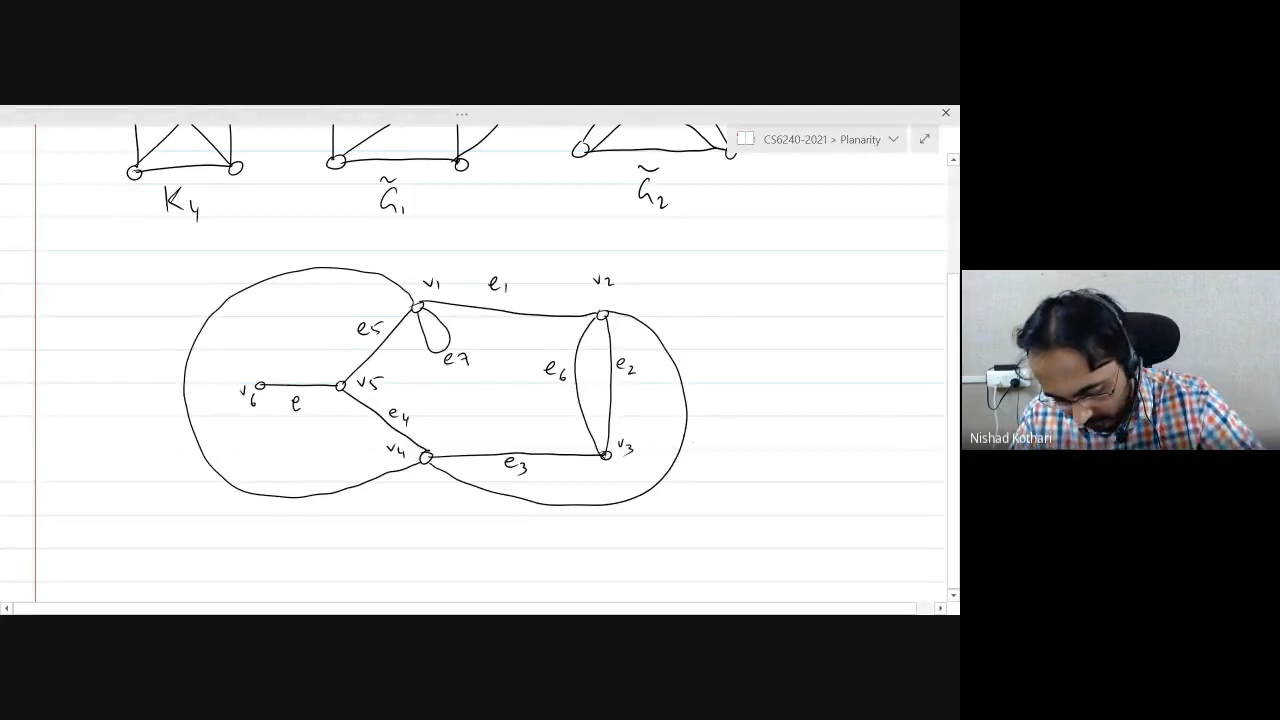 CS6240-2021 > Planarity
K4
G̃1
G̃2
v1 e1 v2
e5
e7
e6 e2
v6 e v5
e4
v4 e3 v3
Nishad Kothari